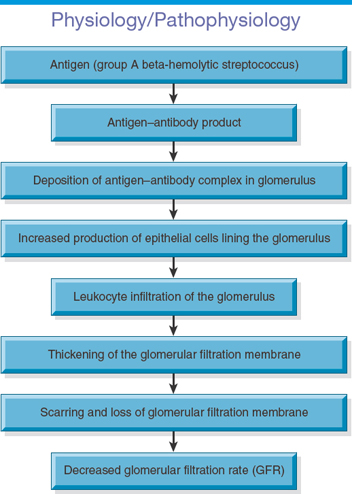 Physiology/Pathophysiology
Antigen (group A beta-hemolytic streptococcus)
Antigen–antibody product
Deposition of antigen–antibody complex in glomerulus
Increased production of epithelial cells lining the glomerulus
Leukocyte infiltration of the glomerulus
Thickening of the glomerular filtration membrane
Scarring and loss of glomerular filtration membrane
Decreased glomerular filtration rate (GFR)